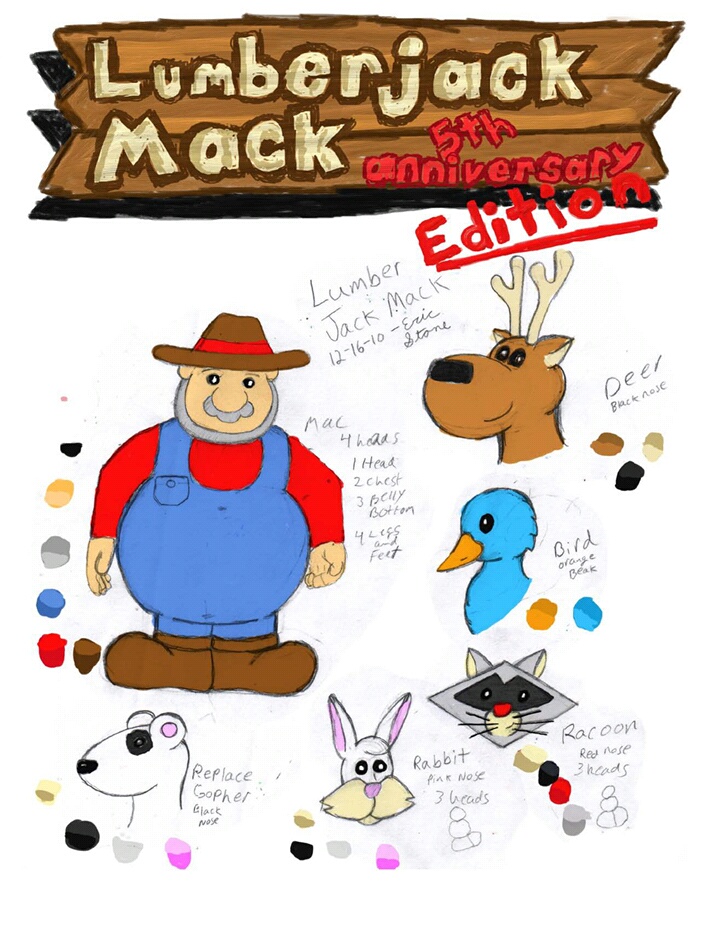 Lumberjack
Mack
5th
anniversary
Edition
Lumber
Jack Mack
12-16-10 -Eric
Stone
Mac
4 heads
1 Head
2 chest
3 Belly
Bottom
4 Legs
and
Feet
Deer
Black nose
Bird
orange
Beak
Racoon
Red nose
3 heads
Rabbit
Pink Nose
3 heads
Replace
Gopher
Black
Nose